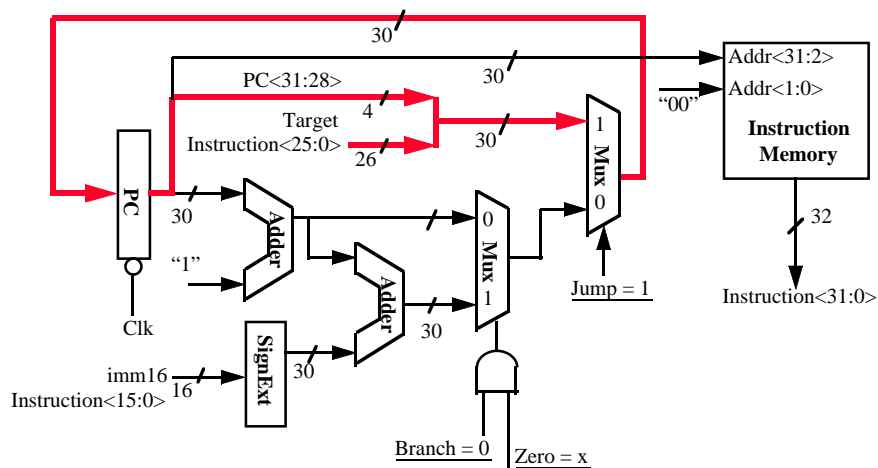 30
30
Addr<31:2>
PC<31:28>
4
"00"
Addr<1:0>
Target
Instruction<25:0>
26
30
1
Mux
0
Instruction
Memory
PC
30
Adder
"1"
0
Mux
1
Adder
32
Jump = 1
Instruction<31:0>
Clk
30
imm16
Instruction<15:0>
16
SignExt
30
Branch = 0
Zero = x